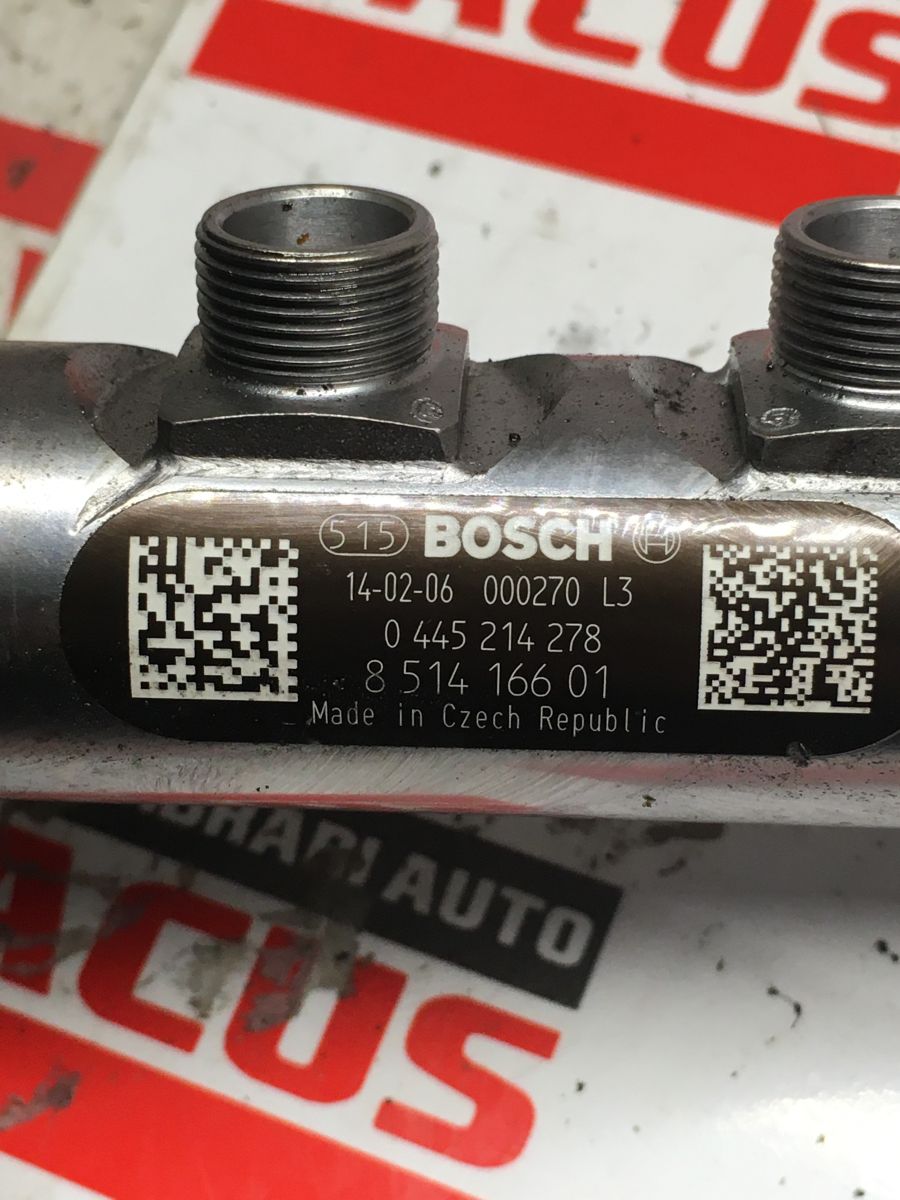 ACUS
515 BOSCH
14-02-06 000270 L3
0 445 214 278
8 514 166 01
Made in Czech Republic
AUTO
ACUS